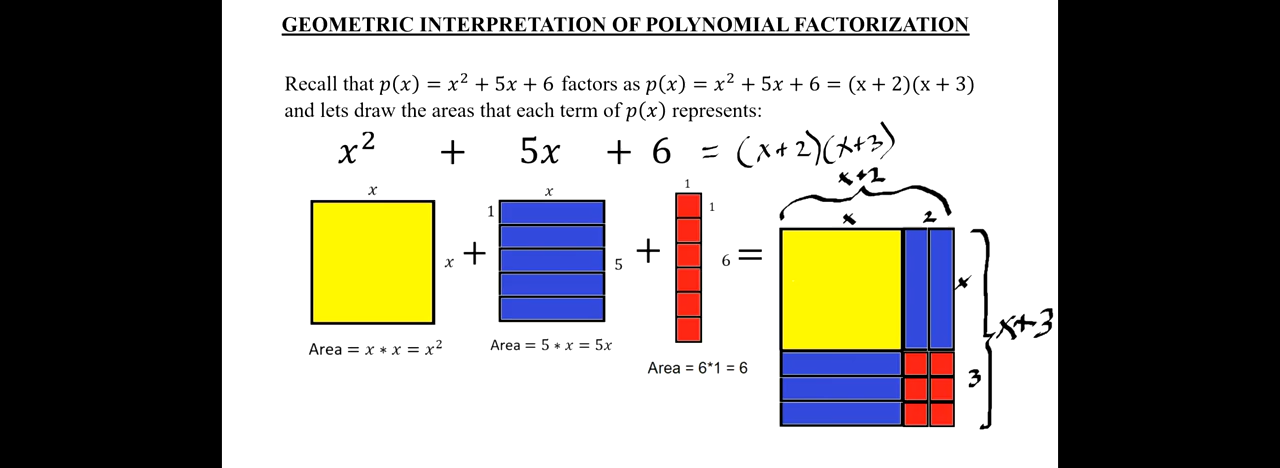 GEOMETRIC INTERPRETATION OF POLYNOMIAL FACTORIZATION
Recall that p(x) = x² + 5x + 6 factors as p(x) = x² + 5x + 6 = (x + 2)(x + 3)
and lets draw the areas that each term of p(x) represents:
x² + 5x + 6 = (x+2)(x+3)
x+2
x
x
1
x
2
1
1
x
5
6
x
x+3
3
+
+
=
Area = x * x = x²
Area = 5 * x = 5x
Area = 6*1 = 6